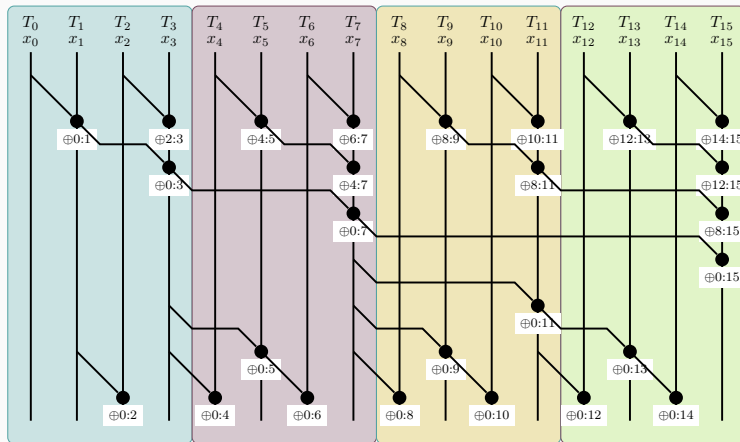 T₀ T₁ T₂ T₃ T₄ T₅ T₆ T₇ T₈ T₉ T₁₀ T₁₁ T₁₂ T₁₃ T₁₄ T₁₅
x₀ x₁ x₂ x₃ x₄ x₅ x₆ x₇ x₈ x₉ x₁₀ x₁₁ x₁₂ x₁₃ x₁₄ x₁₅
⊕0:1 ⊕2:3 ⊕4:5 ⊕6:7 ⊕8:9 ⊕10:11 ⊕12:13 ⊕14:15
⊕0:3 ⊕4:7 ⊕8:11 ⊕12:15
⊕0:7 ⊕8:15
⊕0:15
⊕0:11
⊕0:5 ⊕0:9 ⊕0:13
⊕0:2 ⊕0:4 ⊕0:6 ⊕0:8 ⊕0:10 ⊕0:12 ⊕0:14